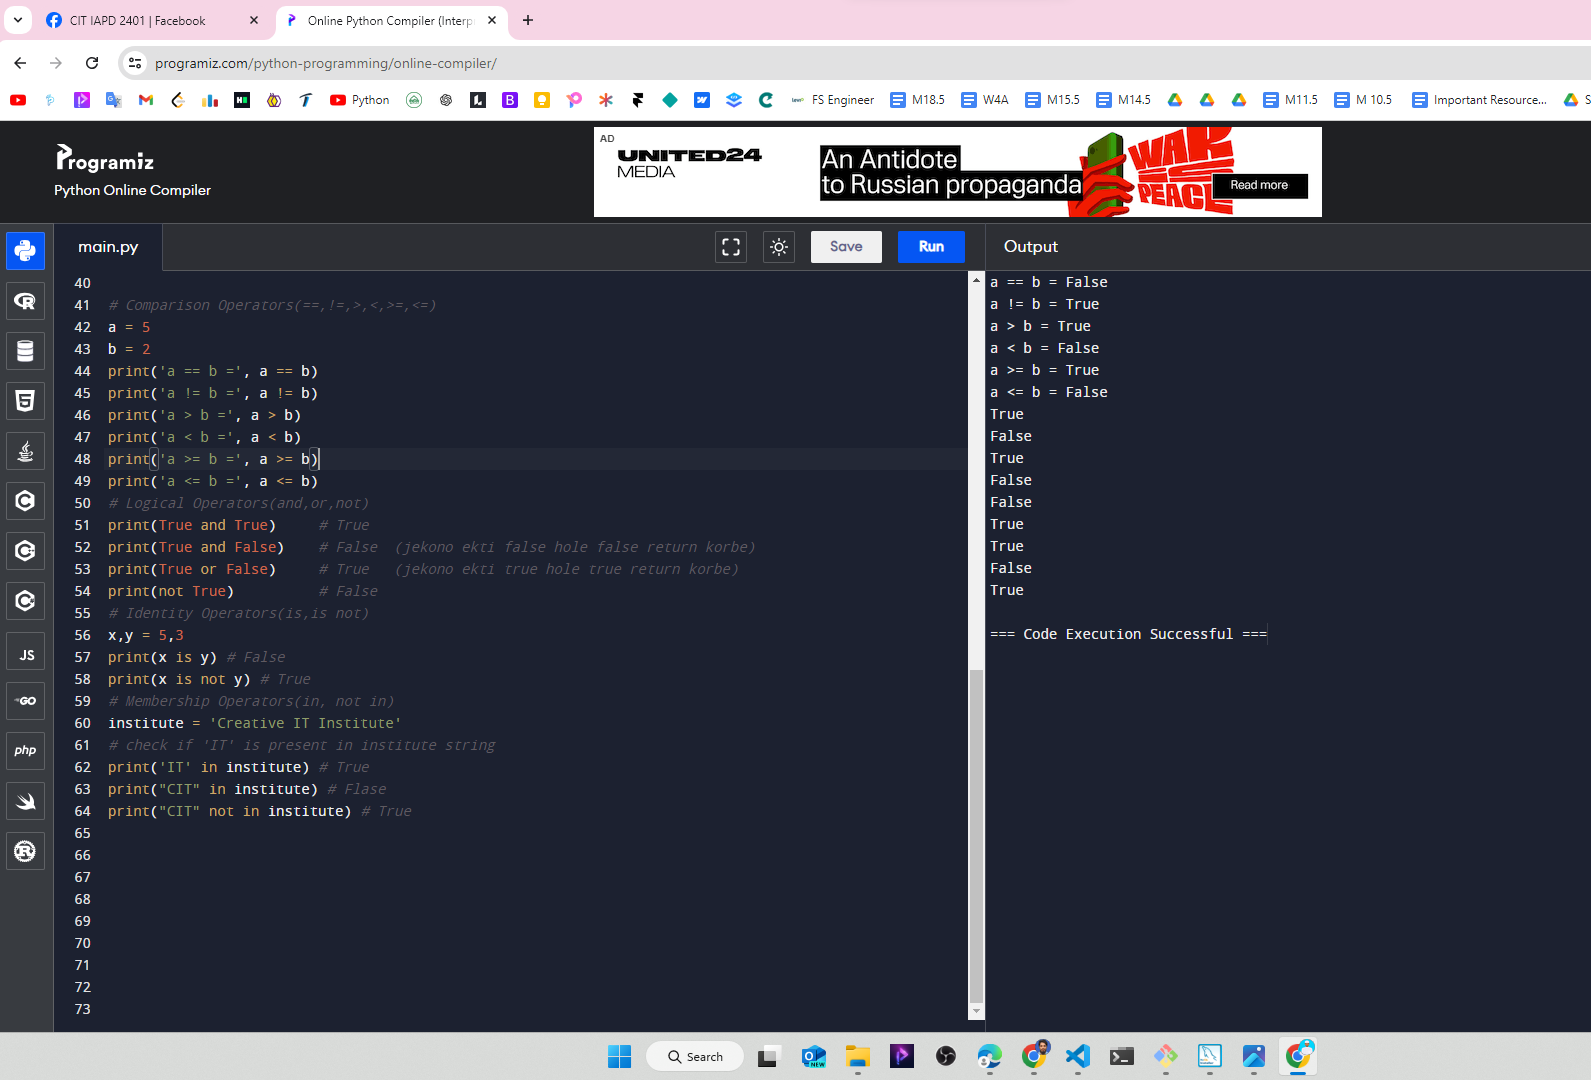 CIT IAPD 2401 | Facebook
Online Python Compiler (Interp
programiz.com/python-programming/online-compiler/
Python
FS Engineer
M18.5
W4A
M15.5
M14.5
M11.5
M 10.5
Important Resource...
S
Programiz
Python Online Compiler
AD
UNITED24
MEDIA
An Antidote
to Russian propaganda
WAR
PEACE
Read more
main.py
Save
Run
Output
40
41 # Comparison Operators(==,!=,>,<,>=,<=)
42 a = 5
43 b = 2
44 print('a == b =', a == b)
45 print('a != b =', a != b)
46 print('a > b =', a > b)
47 print('a < b =', a < b)
48 print('a >= b =', a >= b)
49 print('a <= b =', a <= b)
50 # Logical Operators(and,or,not)
51 print(True and True)     # True
52 print(True and False)    # False  (jekono ekti false hole false return korbe)
53 print(True or False)     # True   (jekono ekti true hole true return korbe)
54 print(not True)          # False
55 # Identity Operators(is,is not)
56 x,y = 5,3
57 print(x is y) # False
58 print(x is not y) # True
59 # Membership Operators(in, not in)
60 institute = 'Creative IT Institute'
61 # check if 'IT' is present in institute string
62 print('IT' in institute) # True
63 print("CIT" in institute) # Flase
64 print("CIT" not in institute) # True
65
66
67
68
69
70
71
72
73
a == b = False
a != b = True
a > b = True
a < b = False
a >= b = True
a <= b = False
True
False
True
False
False
True
True
False
True
=== Code Execution Successful ===
JS
GO
php
Search
NEW